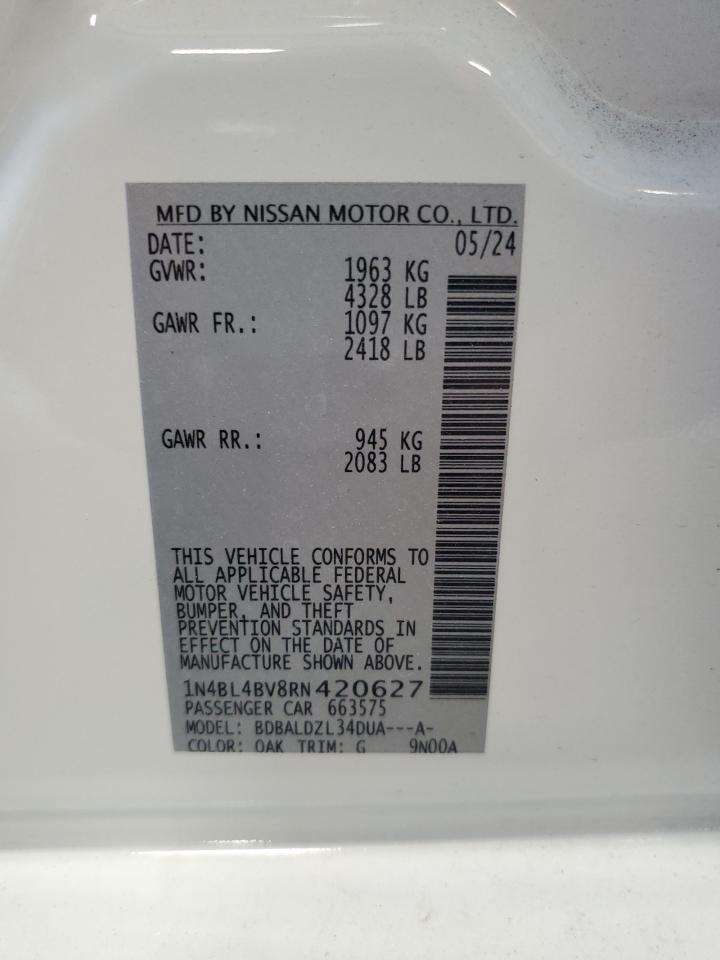 MFD BY NISSAN MOTOR CO., LTD.
DATE: 05/24
GVWR: 1963 KG
4328 LB
GAWR FR.: 1097 KG
2418 LB
GAWR RR.: 945 KG
2083 LB
THIS VEHICLE CONFORMS TO
ALL APPLICABLE FEDERAL
MOTOR VEHICLE SAFETY,
BUMPER, AND THEFT
PREVENTION STANDARDS IN
EFFECT ON THE DATE OF
MANUFACTURE SHOWN ABOVE.
1N4BL4BV8RN420627
PASSENGER CAR 663575
MODEL: BDBALDZL34DUA---A-
COLOR: QAK TRIM: G 9N00A